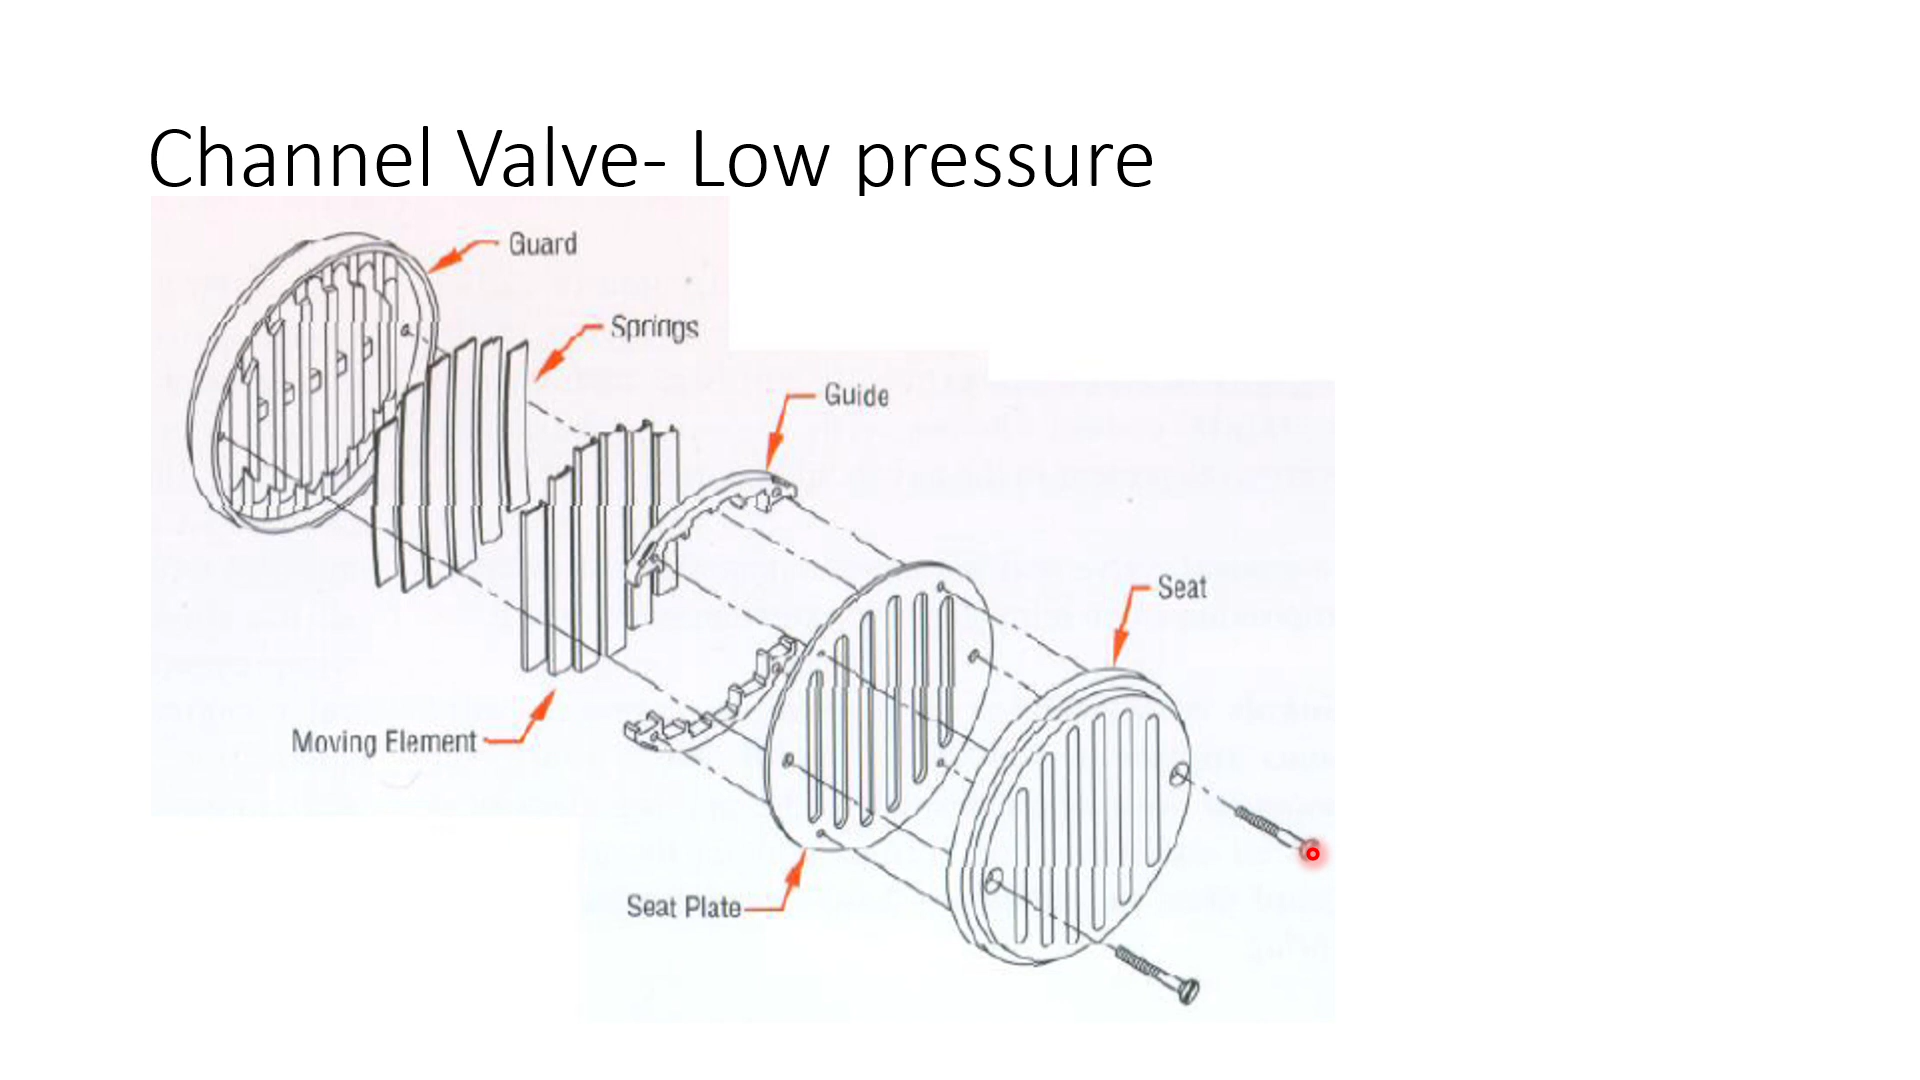 Channel Valve- Low pressure
Guard
Springs
Guide
Seat
Moving Element
Seat Plate